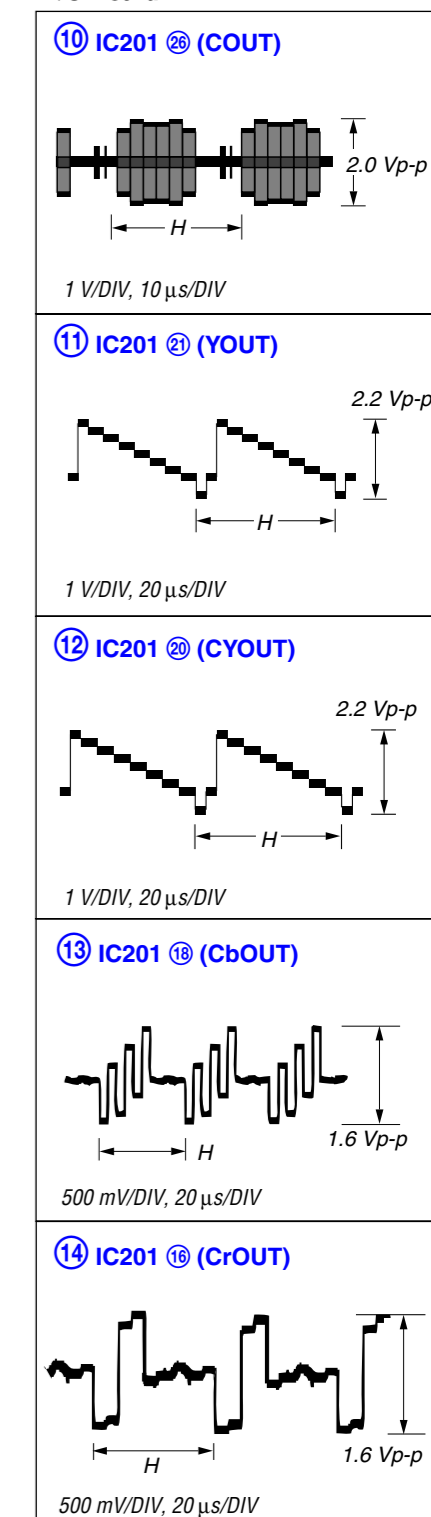 ⑩ IC201 ㉖ (COUT)
2.0 Vp-p
H
1 V/DIV, 10 µs/DIV
⑪ IC201 ㉑ (YOUT)
2.2 Vp-p
H
1 V/DIV, 20 µs/DIV
⑫ IC201 ⑳ (CYOUT)
2.2 Vp-p
H
1 V/DIV, 20 µs/DIV
⑬ IC201 ⑱ (CbOUT)
1.6 Vp-p
H
500 mV/DIV, 20 µs/DIV
⑭ IC201 ⑯ (CrOUT)
1.6 Vp-p
H
500 mV/DIV, 20 µs/DIV